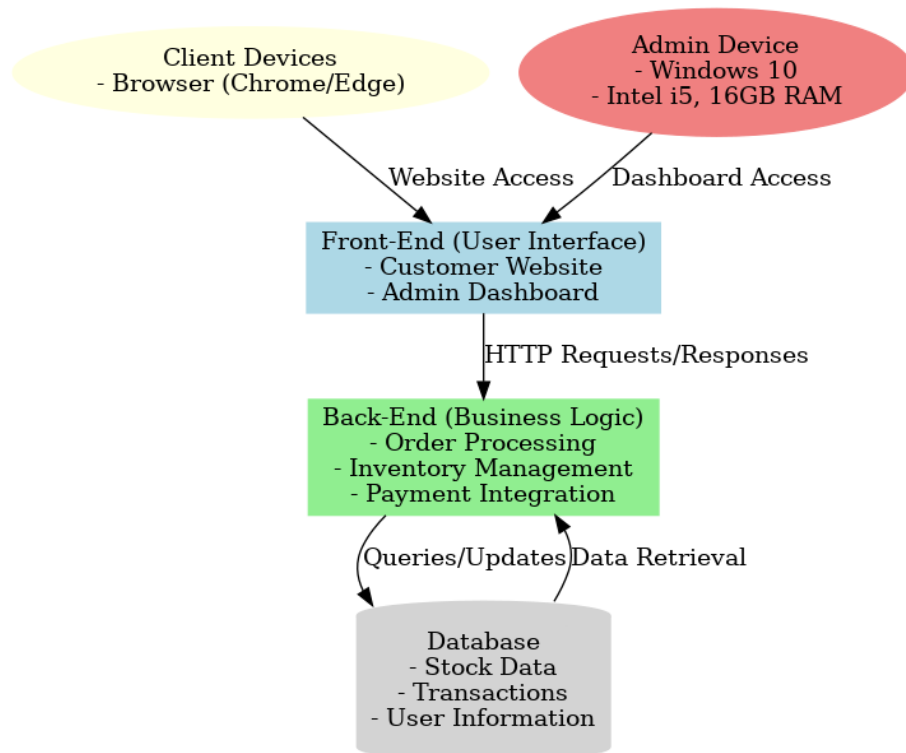 Client Devices
- Browser (Chrome/Edge)
Admin Device
- Windows 10
- Intel i5, 16GB RAM
Website Access
Dashboard Access
Front-End (User Interface)
- Customer Website
- Admin Dashboard
HTTP Requests/Responses
Back-End (Business Logic)
- Order Processing
- Inventory Management
- Payment Integration
Queries/Updates
Data Retrieval
Database
- Stock Data
- Transactions
- User Information